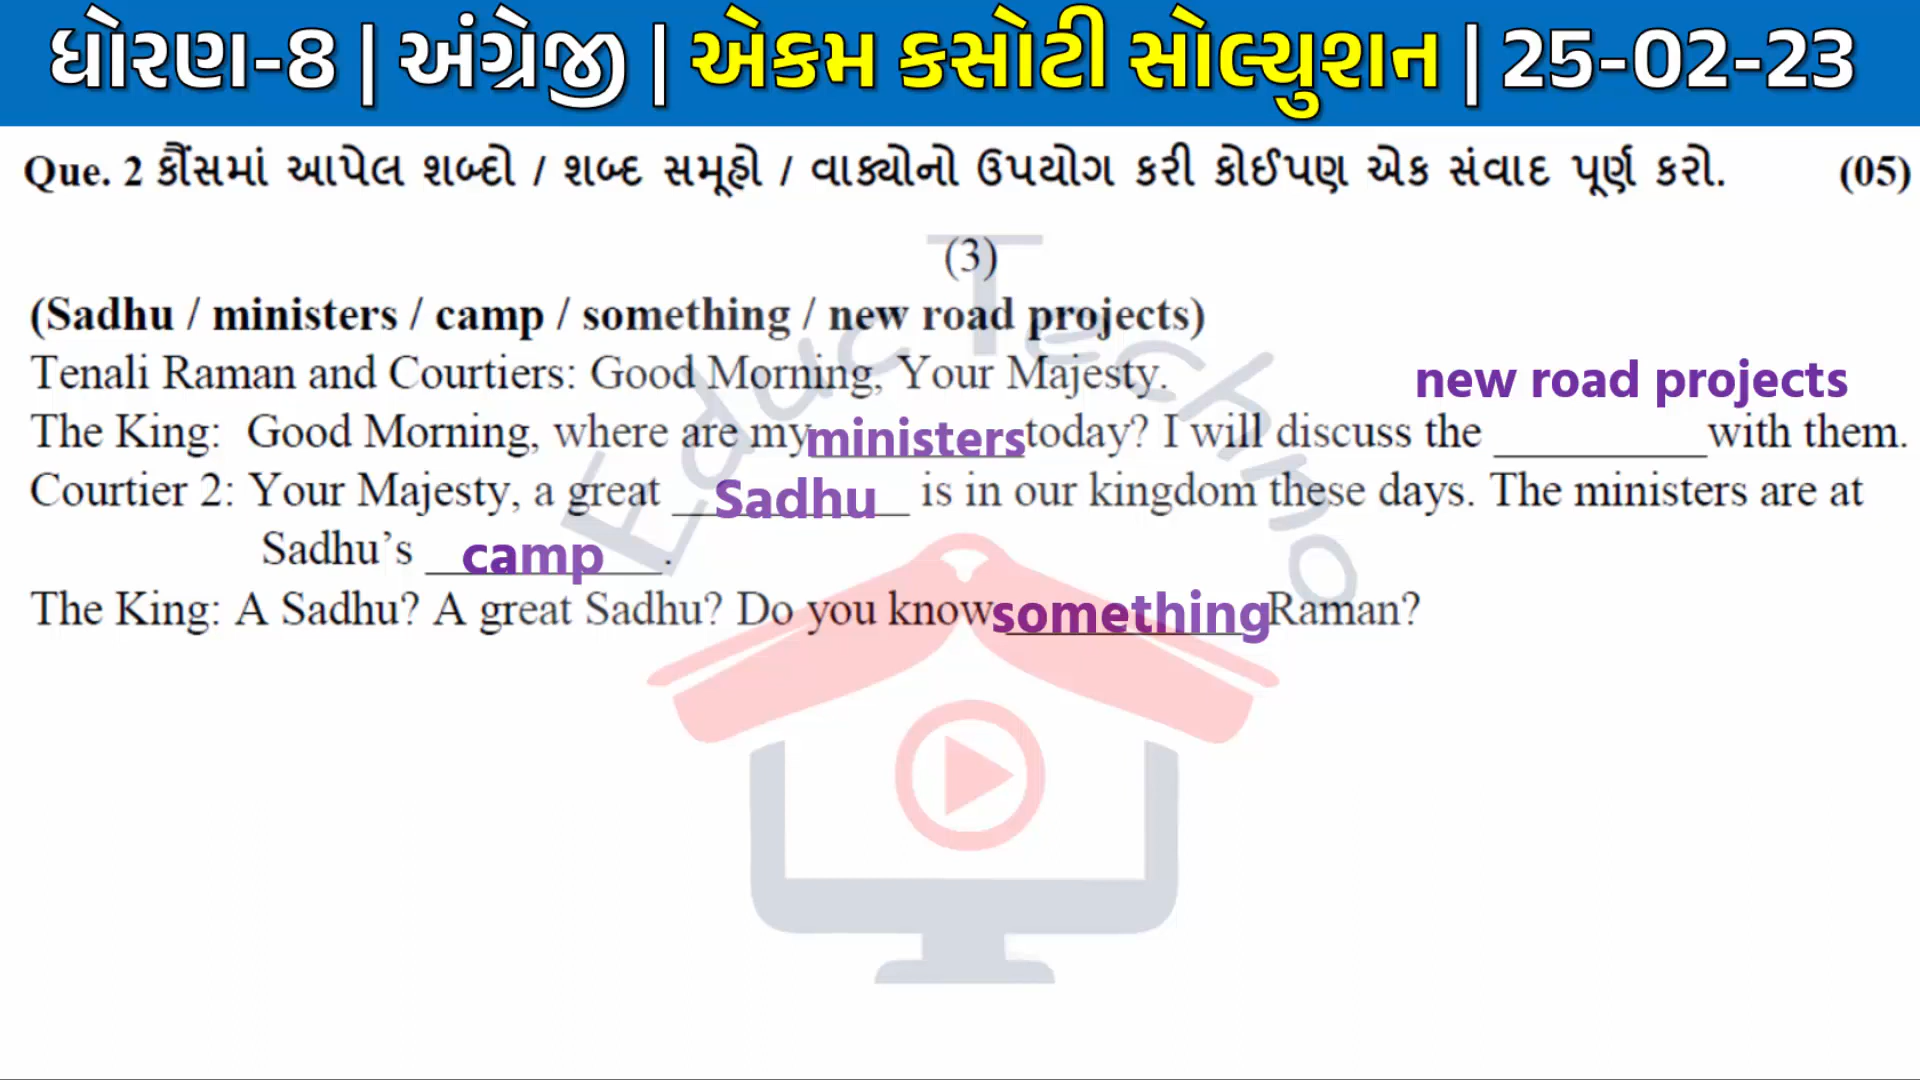 ધોરણ-8 | અંગ્રેજી | એકમ કસોટી સોલ્યુશન | 25-02-23
Que. 2 કૌંસમાં આપેલ શબ્દો / શબ્દ સમૂહો / વાક્યોનો ઉપયોગ કરી કોઈપણ એક સંવાદ પૂર્ણ કરો. (05)
(3)
(Sadhu / ministers / camp / something / new road projects)
Tenali Raman and Courtiers: Good Morning, Your Majesty.
new road projects
The King: Good Morning, where are my ministers today? I will discuss the __________ with them.
Courtier 2: Your Majesty, a great Sadhu is in our kingdom these days. The ministers are at
Sadhu's camp.
The King: A Sadhu? A great Sadhu? Do you know something Raman?
Educ Techno